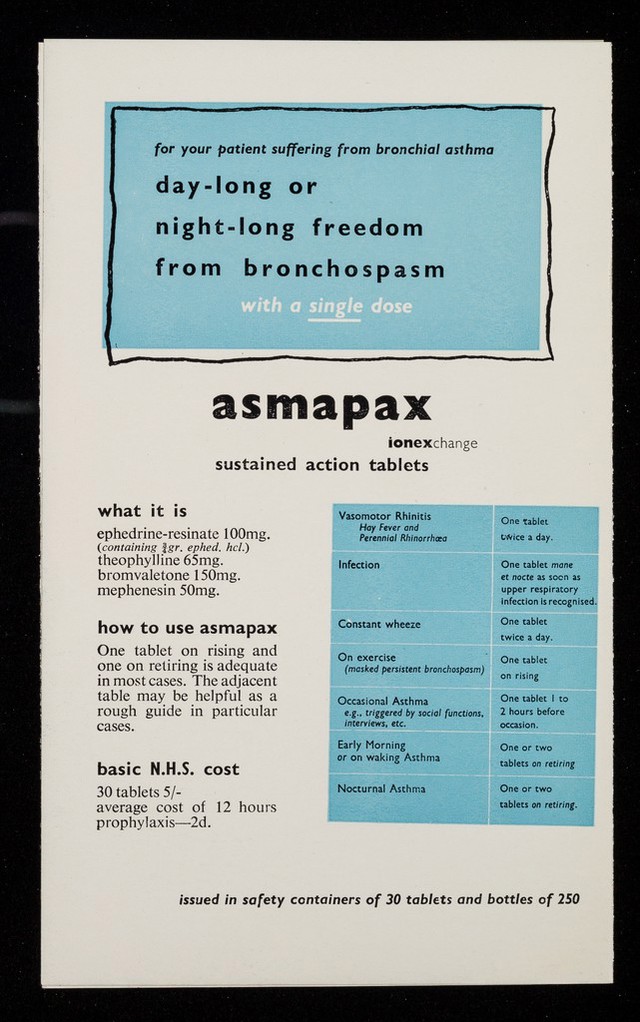 for your patient suffering from bronchial asthma
day-long or
night-long freedom
from bronchospasm
with a single dose
asmapax
ionexchange
sustained action tablets
what it is
ephedrine-resinate 100mg.
(containing ¾gr. ephed. hcl.)
theophylline 65mg.
bromvaletone 150mg.
mephenesin 50mg.
how to use asmapax
One tablet on rising and
one on retiring is adequate
in most cases. The adjacent
table may be helpful as a
rough guide in particular
cases.
basic N.H.S. cost
30 tablets 5/-
average cost of 12 hours
prophylaxis—2d.
Vasomotor Rhinitis
Hay Fever and
Perennial Rhinorrhœa
One tablet
twice a day.
Infection
One tablet mane
et nocte as soon as
upper respiratory
infection is recognised.
Constant wheeze
One tablet
twice a day.
On exercise
(masked persistent bronchospasm)
One tablet
on rising
Occasional Asthma
e.g., triggered by social functions,
interviews, etc.
One tablet 1 to
2 hours before
occasion.
Early Morning
or on waking Asthma
One or two
tablets on retiring
Nocturnal Asthma
One or two
tablets on retiring.
issued in safety containers of 30 tablets and bottles of 250